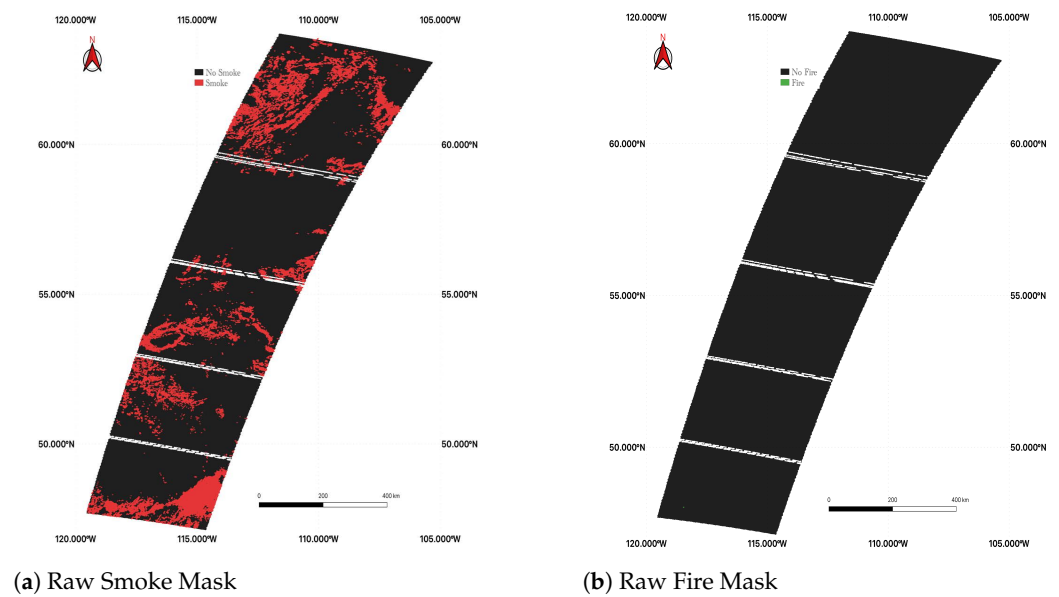 120.000°W 115.000°W 110.000°W 105.000°W
N
No Smoke
Smoke
60.000°N 60.000°N
55.000°N 55.000°N
50.000°N 50.000°N
0 200 400 km
120.000°W 115.000°W 110.000°W 105.000°W
(a) Raw Smoke Mask
120.000°W 115.000°W 110.000°W 105.000°W
N
No Fire
Fire
60.000°N 60.000°N
55.000°N 55.000°N
50.000°N 50.000°N
0 200 400 km
120.000°W 115.000°W 110.000°W 105.000°W
(b) Raw Fire Mask